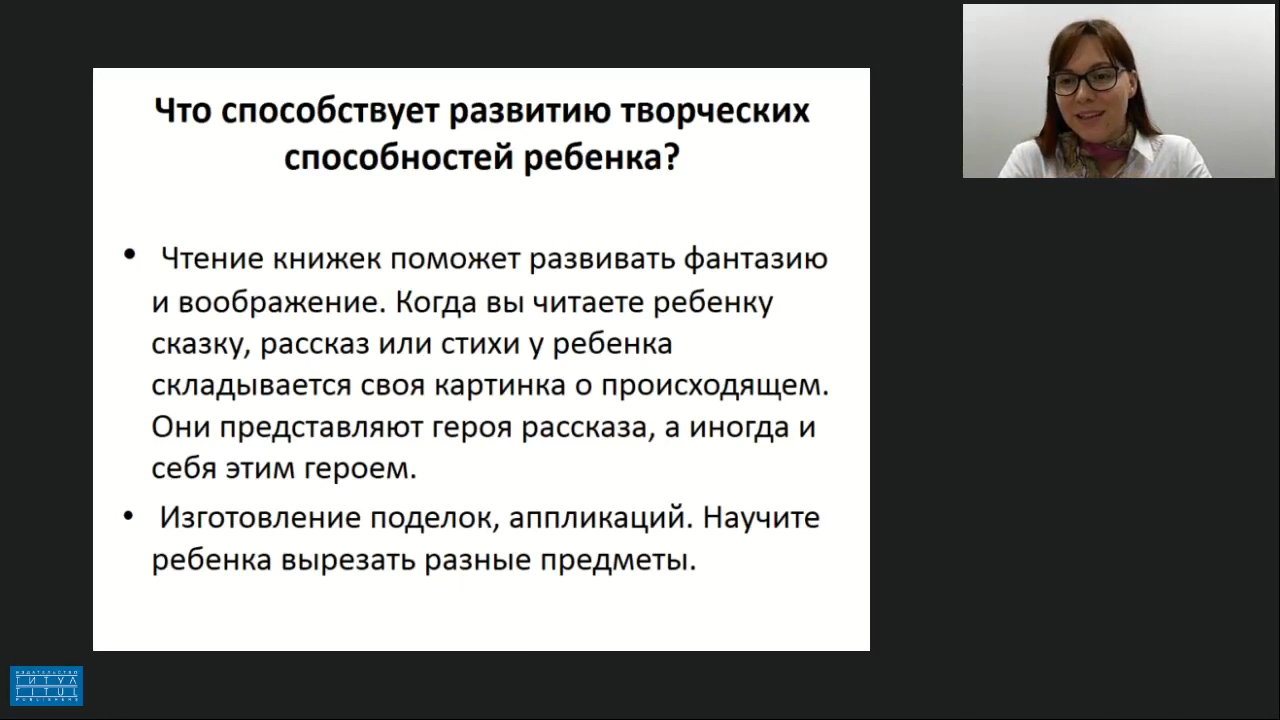 Что способствует развитию творческих
способностей ребенка?
• Чтение книжек поможет развивать фантазию
и воображение. Когда вы читаете ребенку
сказку, рассказ или стихи у ребенка
складывается своя картинка о происходящем.
Они представляют героя рассказа, а иногда и
себя этим героем.
• Изготовление поделок, аппликаций. Научите
ребенка вырезать разные предметы.
ИЗДАТЕЛЬСТВО
ТИТУЛ
TITUL
PUBLISHERS